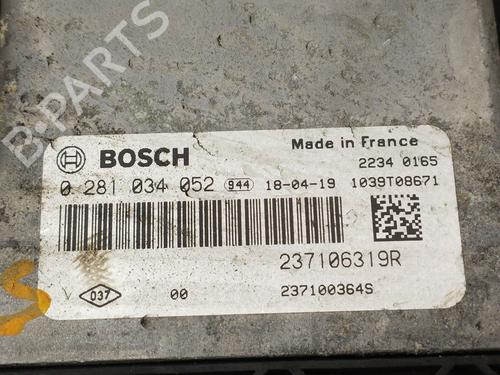 B-PARTS
BOSCH
Made in France
2234 0165
0 281 034 052 944 18-04-19 1039T08671
237106319R
V 037 00 237100364S